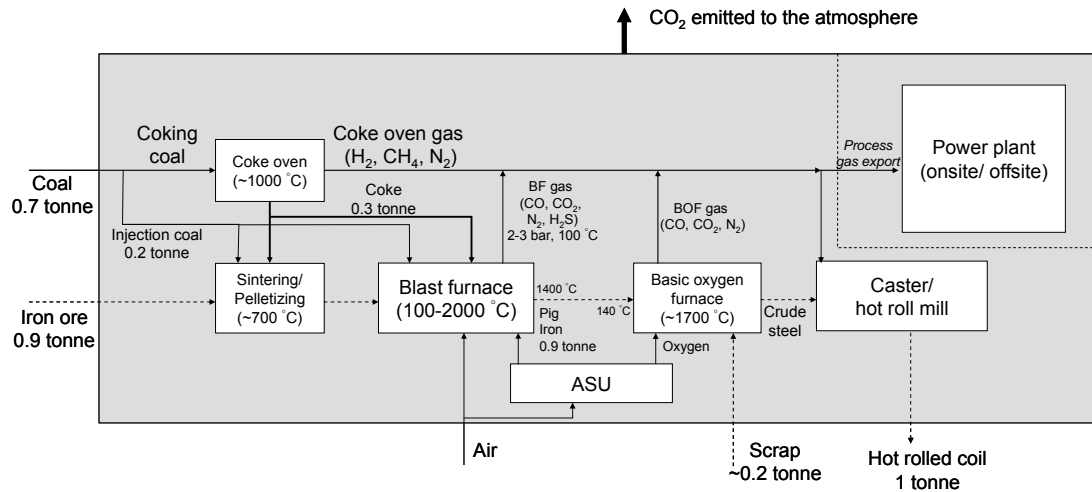 CO2 emitted to the atmosphere
Coking
coal
Coke oven
(~1000 °C)
Coke oven gas
(H2, CH4, N2)
Process
gas export
Power plant
(onsite/ offsite)
Coal
0.7 tonne
Coke
0.3 tonne
BF gas
(CO, CO2,
N2, H2S)
2-3 bar, 100 °C
BOF gas
(CO, CO2, N2)
Injection coal
0.2 tonne
Sintering/
Pelletizing
(~700 °C)
Blast furnace
(100-2000 °C)
1400 °C
140 °C
Pig
Iron
0.9 tonne
Basic oxygen
furnace
(~1700 °C)
Crude
steel
Caster/
hot roll mill
Iron ore
0.9 tonne
Oxygen
ASU
Air
Scrap
~0.2 tonne
Hot rolled coil
1 tonne